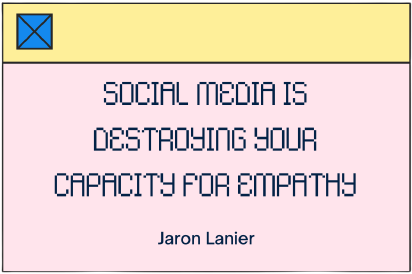 SOCIAL MEDIA IS
DESTROYING YOUR
CAPACITY FOR EMPATHY
Jaron Lanier